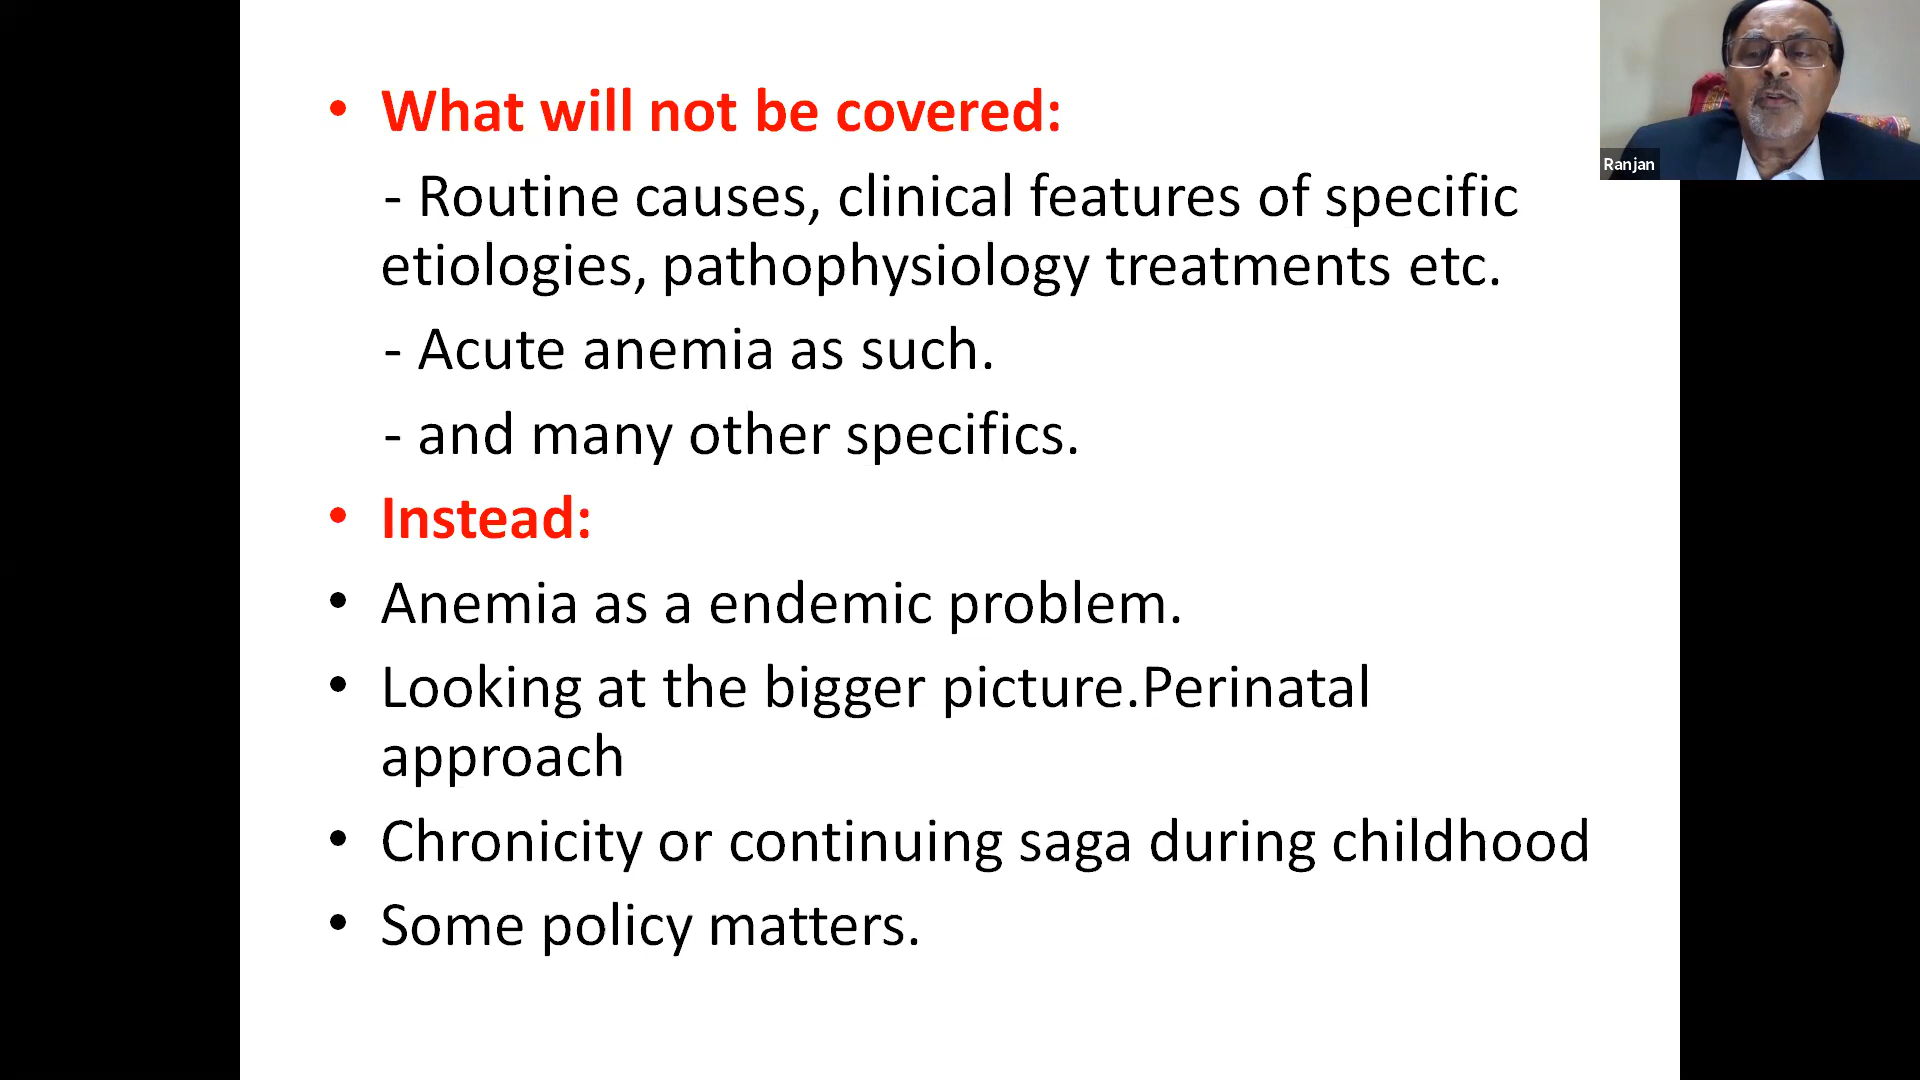 • What will not be covered:
- Routine causes, clinical features of specific
etiologies, pathophysiology treatments etc.
- Acute anemia as such.
- and many other specifics.
• Instead:
• Anemia as a endemic problem.
• Looking at the bigger picture.Perinatal
approach
• Chronicity or continuing saga during childhood
• Some policy matters.
Ranjan